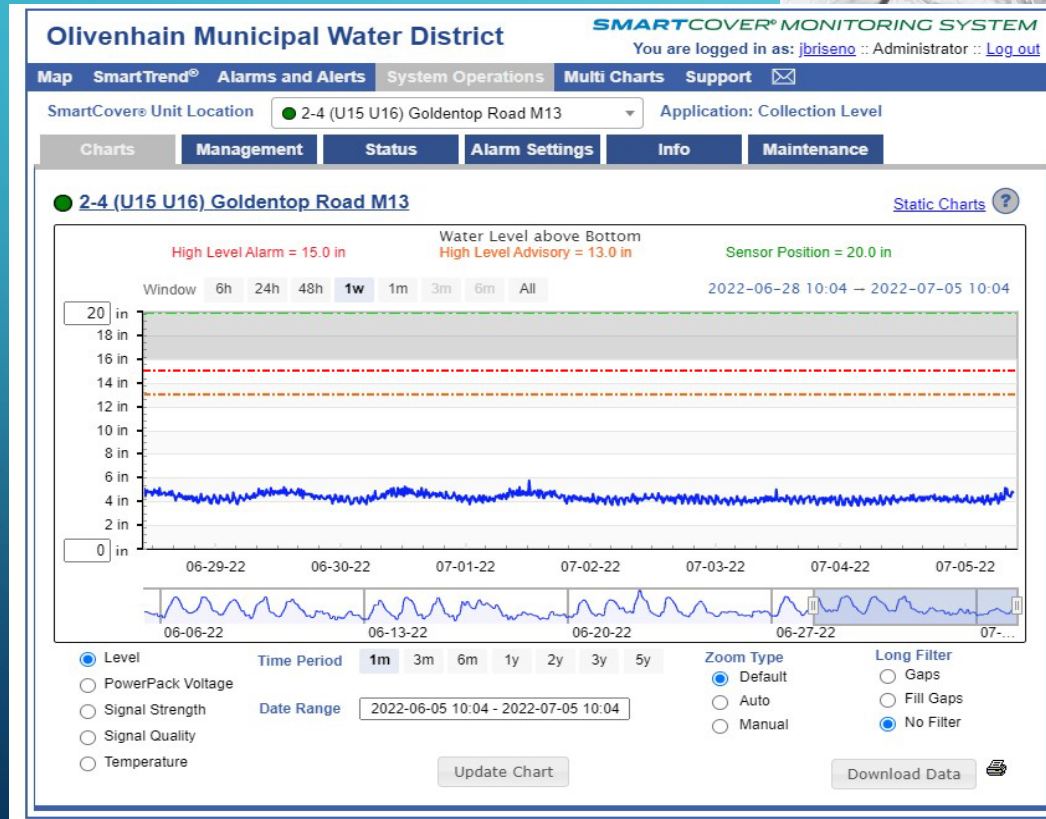 Olivenhain Municipal Water District
SMARTCOVER® MONITORING SYSTEM
You are logged in as: jbriseno :: Administrator :: Log out
Map SmartTrend® Alarms and Alerts System Operations Multi Charts Support
SmartCover® Unit Location 2-4 (U15 U16) Goldentop Road M13 Application: Collection Level
Charts Management Status Alarm Settings Info Maintenance
2-4 (U15 U16) Goldentop Road M13 Static Charts ?
Water Level above Bottom
High Level Alarm = 15.0 in High Level Advisory = 13.0 in Sensor Position = 20.0 in
Window 6h 24h 48h 1w 1m 3m 6m All 2022-06-28 10:04 → 2022-07-05 10:04
20 in
18 in
16 in
14 in
12 in
10 in
8 in
6 in
4 in
2 in
0 in
06-29-22 06-30-22 07-01-22 07-02-22 07-03-22 07-04-22 07-05-22
06-06-22 06-13-22 06-20-22 06-27-22 07-...
Level
PowerPack Voltage
Signal Strength
Signal Quality
Temperature
Time Period 1m 3m 6m 1y 2y 3y 5y
Date Range 2022-06-05 10:04 - 2022-07-05 10:04
Update Chart
Zoom Type
Default
Auto
Manual
Long Filter
Gaps
Fill Gaps
No Filter
Download Data